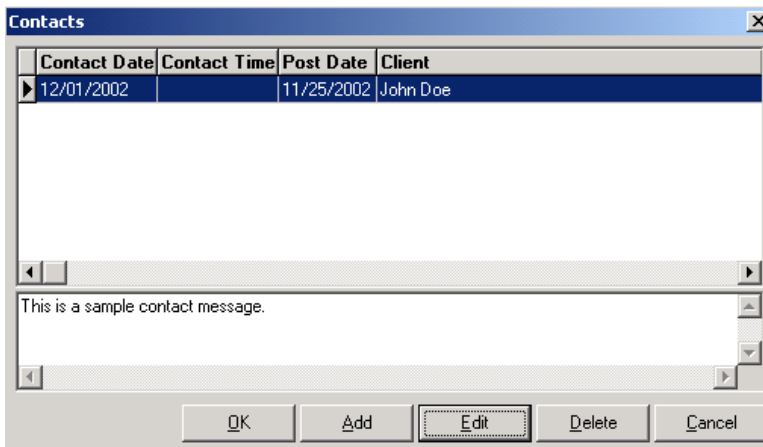 Contacts
Contact Date Contact Time Post Date Client
12/01/2002 11/25/2002 John Doe
This is a sample contact message.
OK Add Edit Delete Cancel